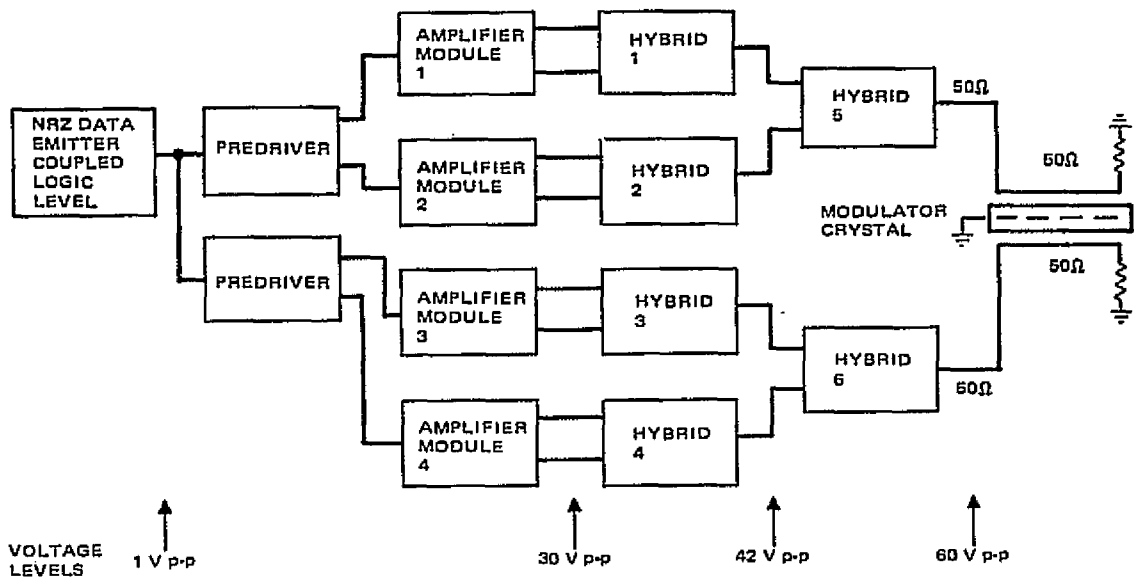 AMPLIFIER
MODULE
1
HYBRID
1
HYBRID
5
50Ω
NRZ DATA
EMITTER
COUPLED
LOGIC
LEVEL
PREDRIVER
AMPLIFIER
MODULE
2
HYBRID
2
50Ω
MODULATOR
CRYSTAL
50Ω
PREDRIVER
AMPLIFIER
MODULE
3
HYBRID
3
HYBRID
6
50Ω
AMPLIFIER
MODULE
4
HYBRID
4
VOLTAGE
LEVELS
1 V p-p
30 V p-p
42 V p-p
60 V p-p